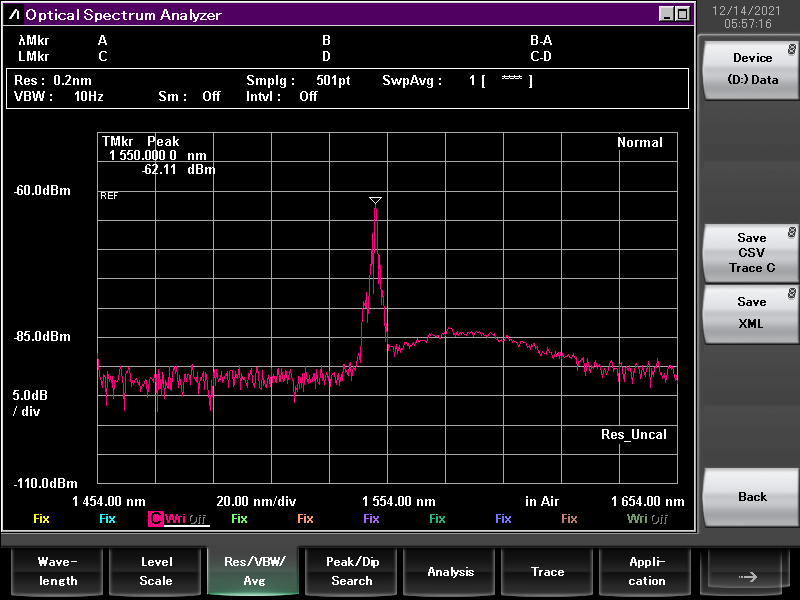 Optical Spectrum Analyzer
12/14/2021
05:57:16
λMkr A B B-A
LMkr C D C-D
Res : 0.2nm Smplg : 501pt SwpAvg : 1 [ **** ]
VBW : 10Hz Sm : Off Intvl : Off
TMkr Peak
1 550.000 0 nm
-62.11 dBm
Normal
-60.0dBm
REF
-85.0dBm
5.0dB
/ div
Res_Uncal
-110.0dBm
1 454.00 nm 20.00 nm/div 1 554.00 nm in Air 1 654.00 nm
Fix Fix C Wri Off Fix Fix Fix Fix Fix Fix Wri Off
Device
(D:) Data
Save
CSV
Trace C
Save
XML
Back
Wave-
length
Level
Scale
Res/VBW/
Avg
Peak/Dip
Search
Analysis
Trace
Appli-
cation
→